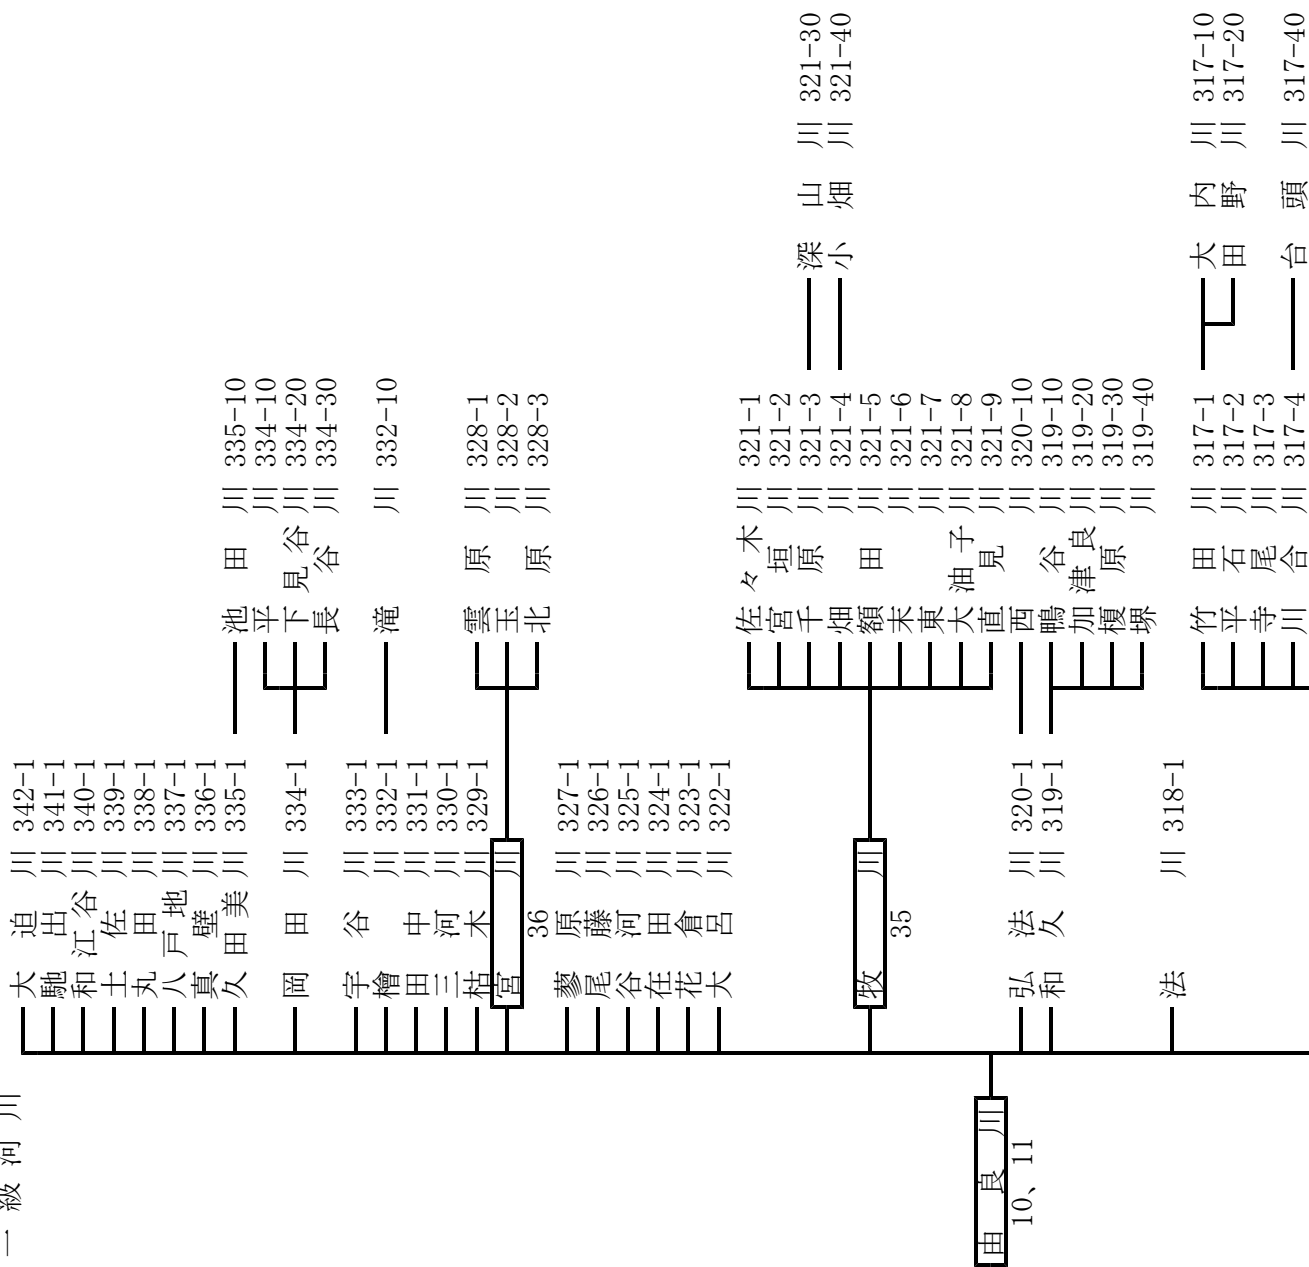 一級河川
由良川
10、11
大迫川 342-1
馳出川 341-1
和江谷川 340-1
土佐川 339-1
丸田川 338-1
八戸地川 337-1
真壁川 336-1
久田美川 335-1
池田川 335-10
岡田川 334-1
平川 334-10
下見谷川 334-20
長谷川 334-30
宇谷川 333-1
檜川 332-1
滝川 332-10
田中川 331-1
三河川 330-1
枯木川 329-1
宮川
36
雲原川 328-1
玉川 328-2
北原川 328-3
蓼原川 327-1
尾藤川 326-1
谷河川 325-1
在田川 324-1
花倉川 323-1
大呂川 322-1
牧川
35
佐々木川 321-1
宮垣川 321-2
千原川 321-3
深山川 321-30
畑川 321-4
小畑川 321-40
額田川 321-5
末川 321-6
東川 321-7
大油子川 321-8
直見川 321-9
弘法川 320-1
西川 320-10
和久川 319-1
鴨谷川 319-10
加津良川 319-20
榎原川 319-30
堺川 319-40
法川 318-1
竹田川 317-1
大内川 317-10
田野川 317-20
平石川 317-2
寺尾川 317-3
川合川 317-4
台頭川 317-40